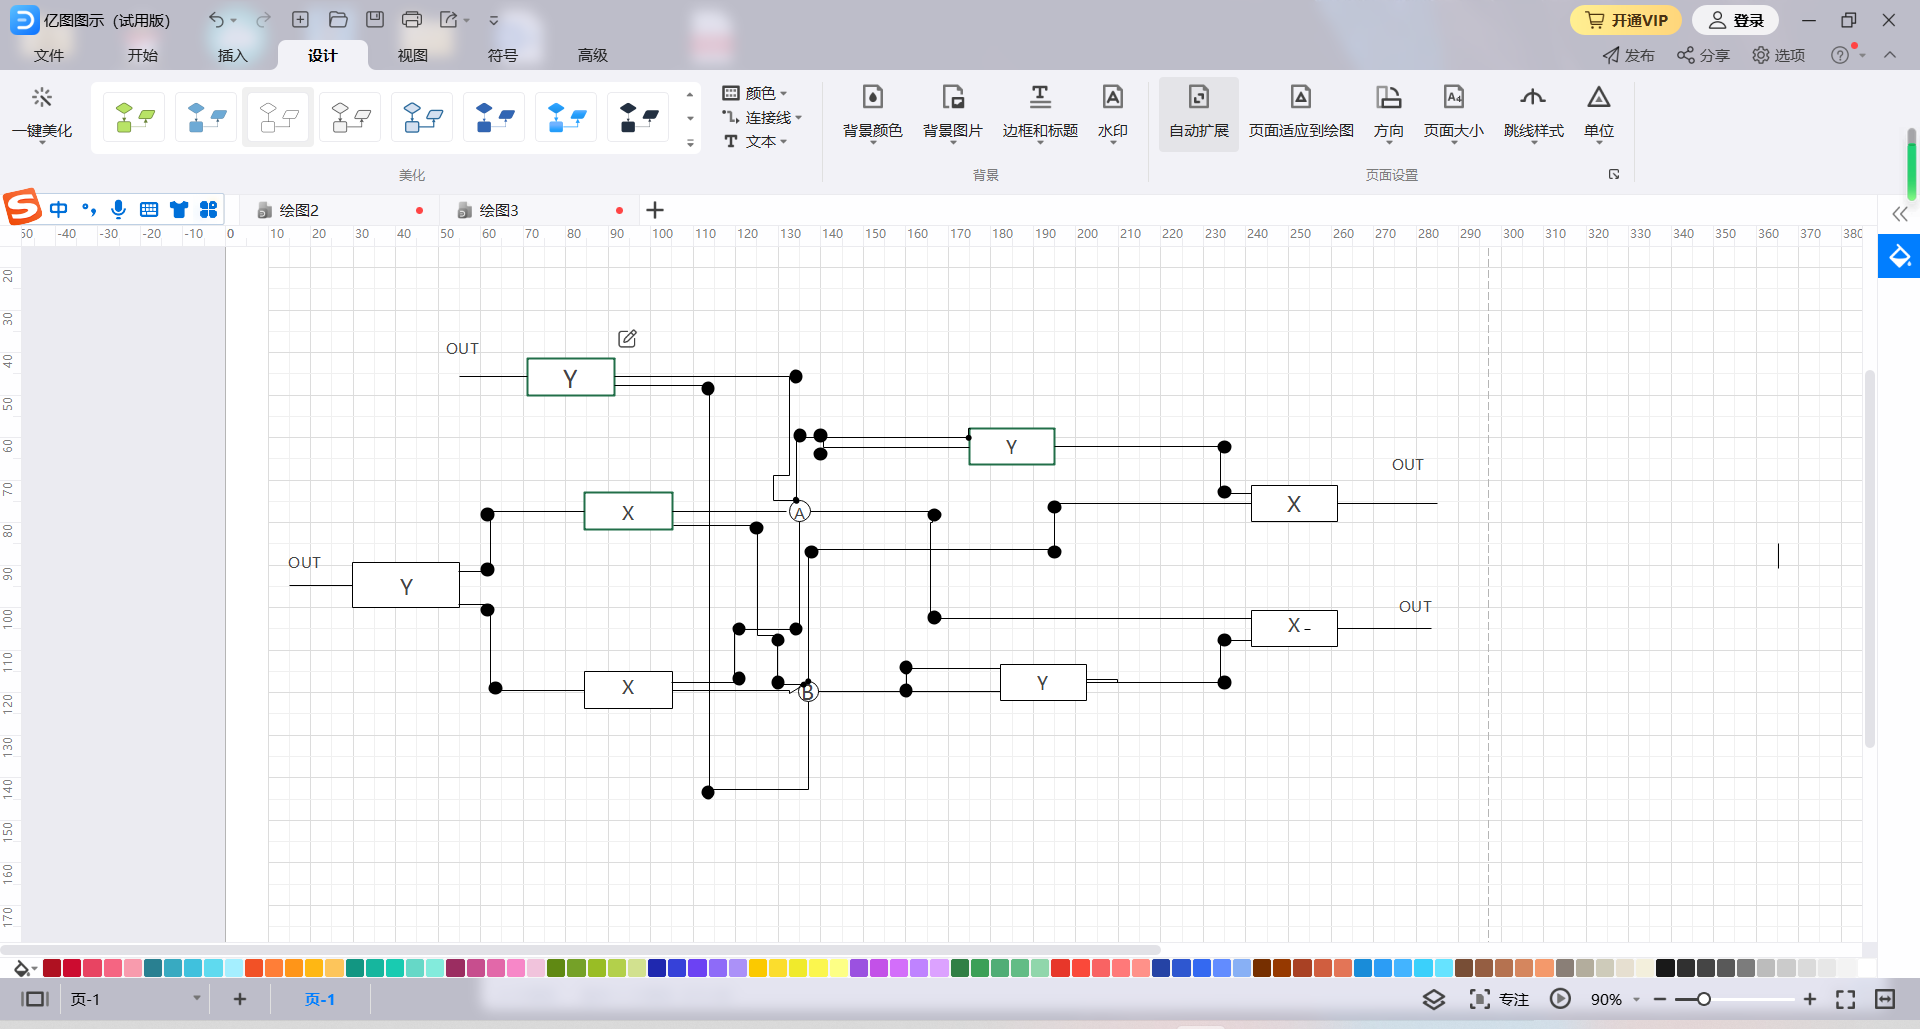 亿图图示（试用版）
开通VIP
登录
文件
开始
插入
设计
视图
符号
高级
发布
分享
选项
一键美化
颜色
连接线
文本
背景颜色
背景图片
边框和标题
水印
自动扩展
页面适应到绘图
方向
页面大小
跳线样式
单位
美化
背景
页面设置
中
绘图2
绘图3
-40 -30 -20 -10 0 10 20 30 40 50 60 70 80 90 100 110 120 130 140 150 160 170 180 190 200 210 220 230 240 250 260 270 280 290 300 310 320 330 340 350 360 370 380
20
30
40
50
60
70
80
90
100
110
120
130
140
150
160
170
OUT
Y
Y
OUT
X
X
A
OUT
Y
OUT
X -
X
Y
B
页-1
页-1
专注
90%